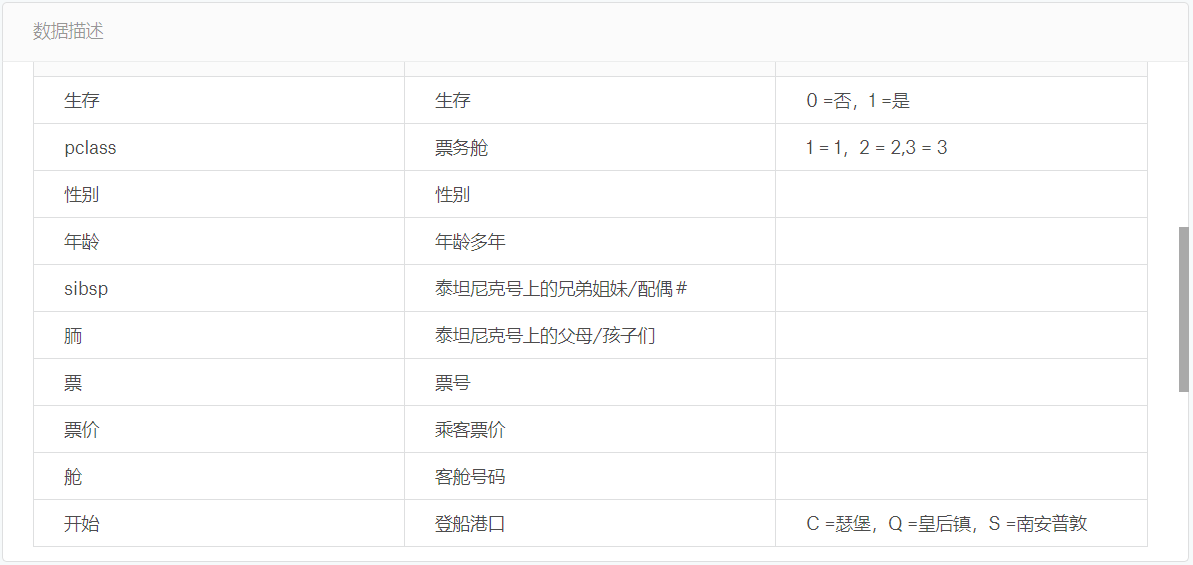 数据描述
生存 生存 0 =否，1 =是
pclass 票务舱 1 = 1，2 = 2,3 = 3
性别 性别
年龄 年龄多年
sibsp 泰坦尼克号上的兄弟姐妹/配偶＃
胹 泰坦尼克号上的父母/孩子们
票 票号
票价 乘客票价
舱 客舱号码
开始 登船港口 C =瑟堡，Q =皇后镇，S =南安普敦